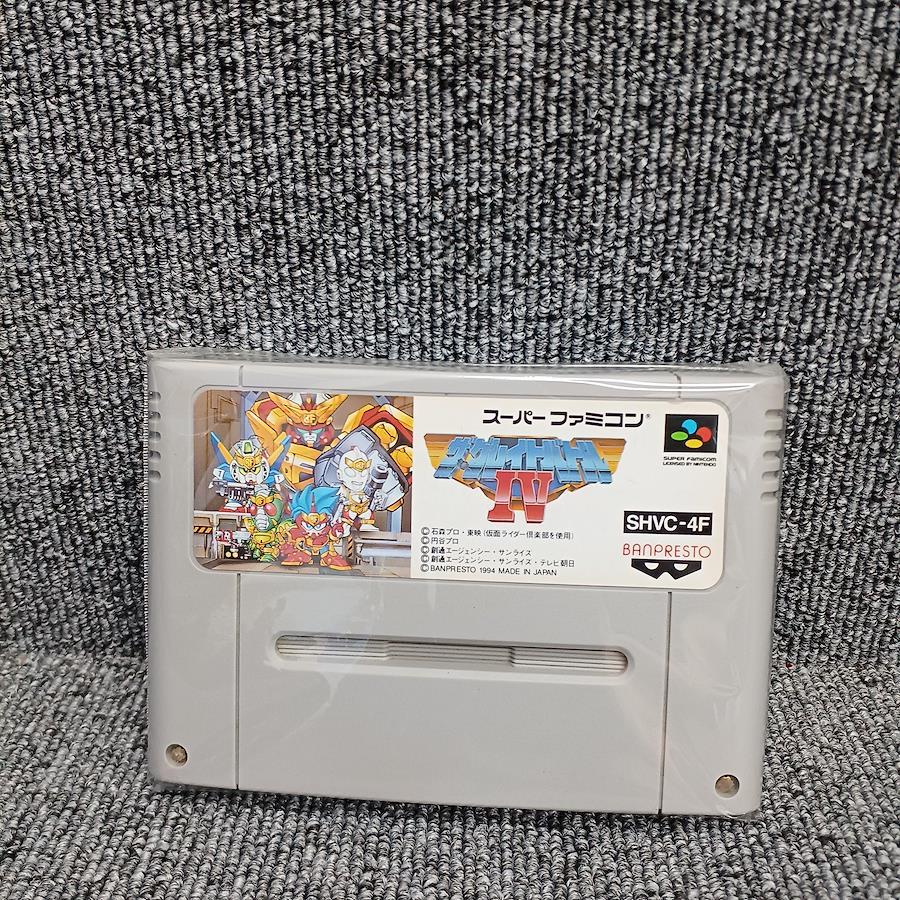 スーパーファミコン®
ザ・グレイトバトル
IV
SUPER FAMICOM
LICENSED BY NINTENDO
SHVC-4F
BANPRESTO
©石森プロ・東映(仮面ライダー倶楽部を使用)
©円谷プロ
©創通エージェンシー・サンライズ
©創通エージェンシー・サンライズ・テレビ朝日
©BANPRESTO 1994 MADE IN JAPAN